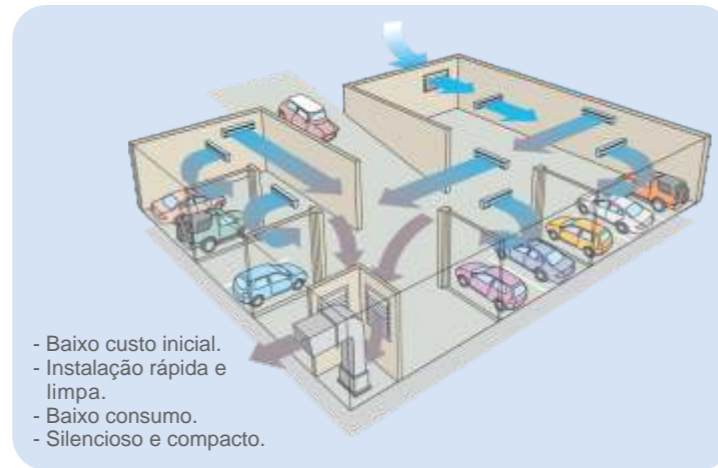 - Baixo custo inicial.
- Instalação rápida e
limpa.
- Baixo consumo.
- Silencioso e compacto.